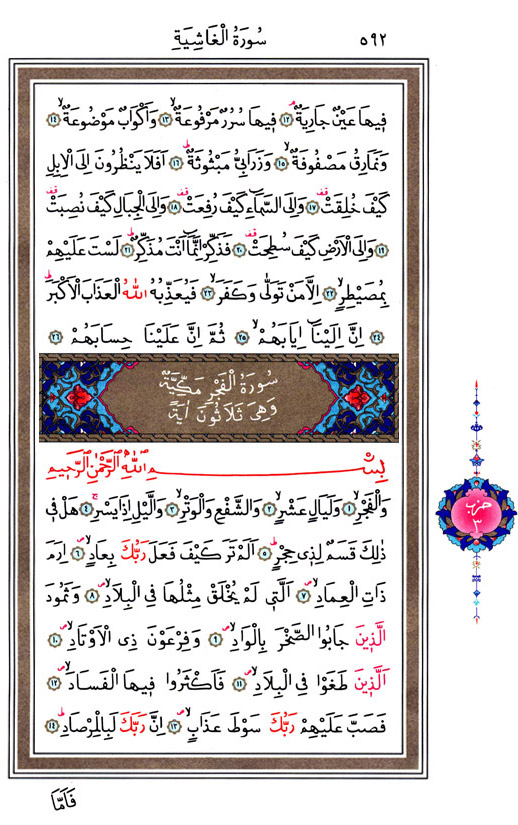 سُورَةُ الْغَاشِيَةِ ٥٩٢
فٖيهَا عَيْنٌ جَارِيَةٌۢ ﴿١٢﴾ فٖيهَا سُرُرٌ مَرْفُوعَةٌۙ ﴿١٣﴾ وَاَكْوَابٌ مَوْضُوعَةٌۙ ﴿١٤﴾
وَنَمَارِقُ مَصْفُوفَةٌۙ ﴿١٥﴾ وَزَرَابِيُّ مَبْثُوثَةٌۜ ﴿١٦﴾ اَفَلَا يَنْظُرُونَ اِلَى الْاِبِلِ
كَيْفَ خُلِقَتْ ﴿١٧﴾ وَاِلَى السَّمَٓاءِ كَيْفَ رُفِعَتْ ﴿١٨﴾ وَاِلَى الْجِبَالِ كَيْفَ نُصِبَتْ
﴿١٩﴾ وَاِلَى الْاَرْضِ كَيْفَ سُطِحَتْ ﴿٢٠﴾ فَذَكِّرْ اِنَّمَٓا اَنْتَ مُذَكِّرٌۜ ﴿٢١﴾ لَسْتَ عَلَيْهِمْ
بِمُصَيْطِرٍۙ ﴿٢٢﴾ اِلَّا مَنْ تَوَلّٰى وَكَفَرَۙ ﴿٢٣﴾ فَيُعَذِّبُهُ اللّٰهُ الْعَذَابَ الْاَكْبَرَۜ
﴿٢٤﴾ اِنَّ اِلَيْنَٓا اِيَابَهُمْۙ ﴿٢٥﴾ ثُمَّ اِنَّ عَلَيْنَا حِسَابَهُمْ ﴿٢٦﴾
سُورَةُ الْفَجْرِ مَكِّيَّةٌ
وَهِيَ ثَلَاثُونَ اٰيَةً
بِسْمِ اللّٰهِ الرَّحْمٰنِ الرَّحٖيمِ
وَالْفَجْرِۙ ﴿١﴾ وَلَيَالٍ عَشْرٍۙ ﴿٢﴾ وَالشَّفْعِ وَالْوَتْرِۙ ﴿٣﴾ وَالَّيْلِ اِذَا يَسْرِۚ ﴿٤﴾ هَلْ فٖي
ذٰلِكَ قَسَمٌ لِذٖي حِجْرٍۜ ﴿٥﴾ اَلَمْ تَرَ كَيْفَ فَعَلَ رَبُّكَ بِعَادٍۙ ﴿٦﴾ اِرَمَ
ذَاتِ الْعِمَادِۙ ﴿٧﴾ اَلَّتٖي لَمْ يُخْلَقْ مِثْلُهَا فِي الْبِلَادِۙ ﴿٨﴾ وَثَمُودَ
الَّذٖينَ جَابُوا الصَّخْرَ بِالْوَادِۙ ﴿٩﴾ وَفِرْعَوْنَ ذِي الْاَوْتَادِۙ ﴿١٠﴾
اَلَّذٖينَ طَغَوْا فِي الْبِلَادِۙ ﴿١١﴾ فَاَكْثَرُوا فٖيهَا الْفَسَادَۙ ﴿١٢﴾
فَصَبَّ عَلَيْهِمْ رَبُّكَ سَوْطَ عَذَابٍۙ ﴿١٣﴾ اِنَّ رَبَّكَ لَبِالْمِرْصَادِۜ ﴿١٤﴾
فَاَمَّا
حزب
٣